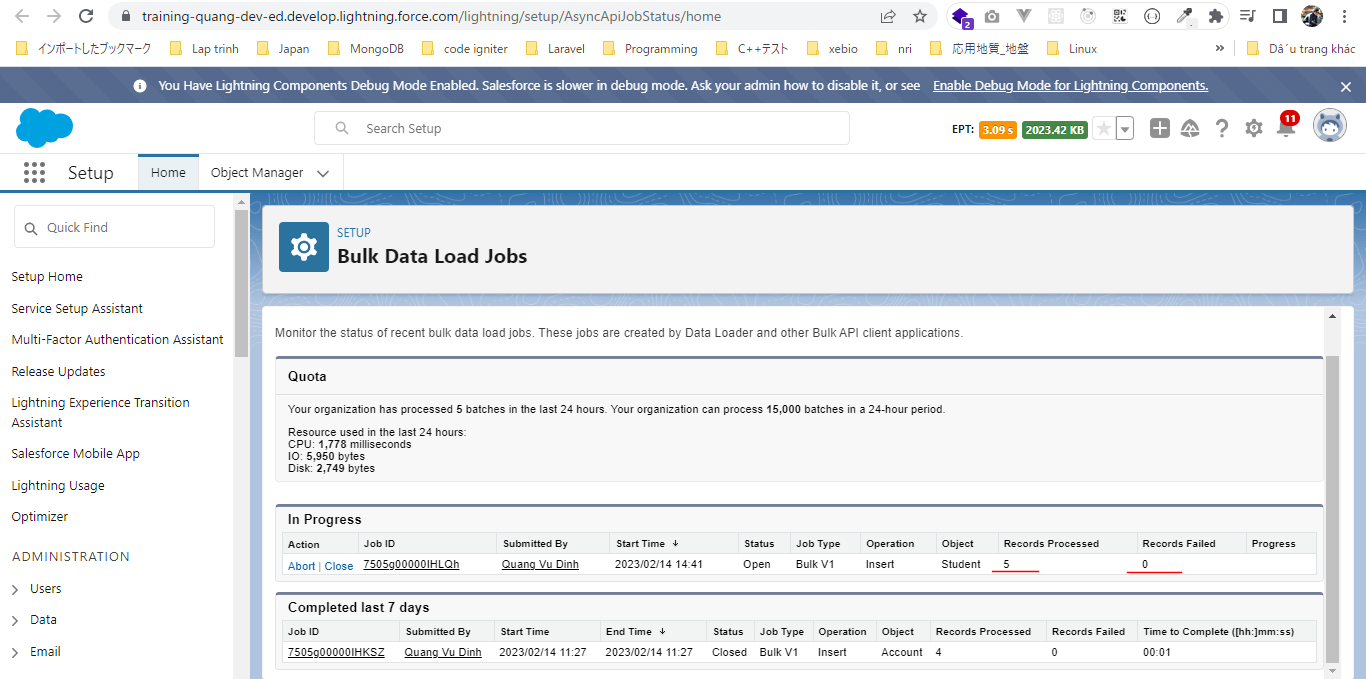 training-quang-dev-ed.develop.lightning.force.com/lightning/setup/AsyncApiJobStatus/home
2
インポートしたブックマーク Lap trinh Japan MongoDB code igniter Laravel Programming C++テスト xebio nri 応用地質_地盤 Linux » Dấu trang khác
You Have Lightning Components Debug Mode Enabled. Salesforce is slower in debug mode. Ask your admin how to disable it, or see Enable Debug Mode for Lightning Components.
Search Setup
EPT: 3.09 s 2023.42 KB 11
Setup Home Object Manager
Quick Find
Setup Home
Service Setup Assistant
Multi-Factor Authentication Assistant
Release Updates
Lightning Experience Transition
Assistant
Salesforce Mobile App
Lightning Usage
Optimizer
ADMINISTRATION
Users
Data
Email
SETUP
Bulk Data Load Jobs
Monitor the status of recent bulk data load jobs. These jobs are created by Data Loader and other Bulk API client applications.
Quota
Your organization has processed 5 batches in the last 24 hours. Your organization can process 15,000 batches in a 24-hour period.
Resource used in the last 24 hours:
CPU: 1,778 milliseconds
IO: 5,950 bytes
Disk: 2,749 bytes
In Progress
Action Job ID Submitted By Start Time ↓ Status Job Type Operation Object Records Processed Records Failed Progress
Abort | Close 7505g00000IHLQh Quang Vu Dinh 2023/02/14 14:41 Open Bulk V1 Insert Student 5 0
Completed last 7 days
Job ID Submitted By Start Time End Time ↓ Status Job Type Operation Object Records Processed Records Failed Time to Complete ([hh:]mm:ss)
7505g00000IHKSZ Quang Vu Dinh 2023/02/14 11:27 2023/02/14 11:27 Closed Bulk V1 Insert Account 4 0 00:01